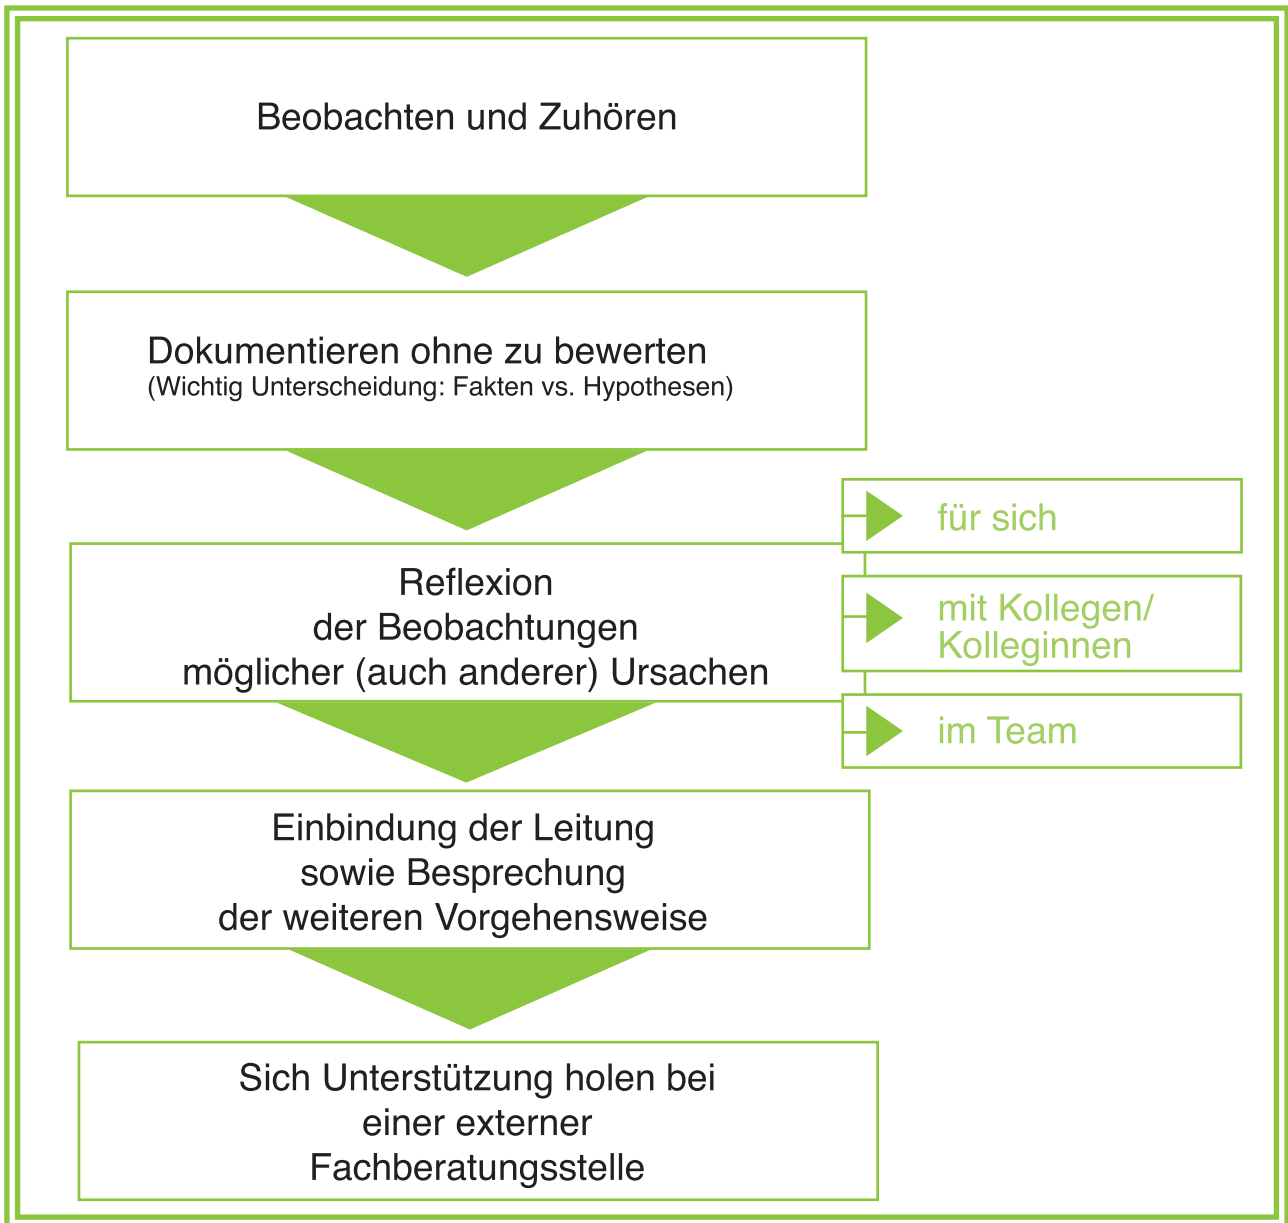 Beobachten und Zuhören
Dokumentieren ohne zu bewerten
(Wichtig Unterscheidung: Fakten vs. Hypothesen)
Reflexion
der Beobachtungen
möglicher (auch anderer) Ursachen
für sich
mit Kollegen/
Kolleginnen
im Team
Einbindung der Leitung
sowie Besprechung
der weiteren Vorgehensweise
Sich Unterstützung holen bei
einer externer
Fachberatungsstelle